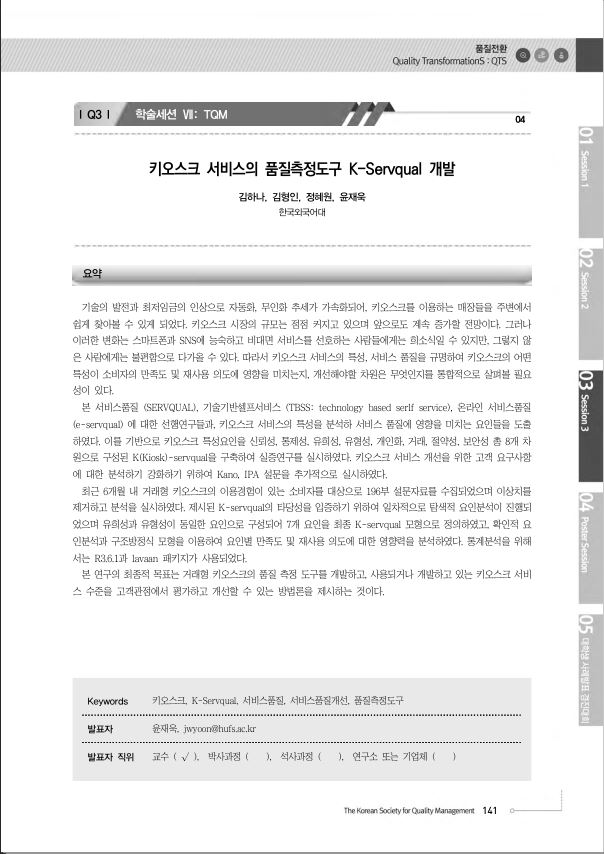 품질전환
Quality TransformationS : QTS
| Q3 | 학술세션 Ⅶ: TQM
04
키오스크 서비스의 품질측정도구 K-Servqual 개발
김하나, 김형인, 정혜원, 윤재욱
한국외국어대
요약
기술의 발전과 최저임금의 인상으로 자동화, 무인화 추세가 가속화되어, 키오스크를 이용하는 매장들을 주변에서
쉽게 찾아볼 수 있게 되었다. 키오스크 시장의 규모는 점점 커지고 있으며 앞으로도 계속 증가할 전망이다. 그러나
이러한 변화는 스마트폰과 SNS에 능숙하고 비대면 서비스를 선호하는 사람들에게는 희소식일 수 있지만, 그렇지 않
은 사람에게는 불편함으로 다가올 수 있다. 따라서 키오스크 서비스의 특성, 서비스 품질을 규명하여 키오스크의 어떤
특성이 소비자의 만족도 및 재사용 의도에 영향을 미치는지, 개선해야할 차원은 무엇인지를 통합적으로 살펴볼 필요
성이 있다.
본 서비스품질 (SERVQUAL), 기술기반셀프서비스 (TBSS: technology based serlf service), 온라인 서비스품질
(e-servqual) 에 대한 선행연구들과, 키오스크 서비스의 특성을 분석하 서비스 품질에 영향을 미치는 요인들을 도출
하였다. 이를 기반으로 키오스크 특성요인을 신뢰성, 통제성, 유희성, 유형성, 개인화, 거래, 절약성, 보안성 총 8개 차
원으로 구성된 K(Kiosk)-servqual을 구축하여 실증연구를 실시하였다. 키오스크 서비스 개선을 위한 고객 요구사항
에 대한 분석하기 강화하기 위하여 Kano, IPA 설문을 추가적으로 실시하였다.
최근 6개월 내 거래형 키오스크의 이용경험이 있는 소비자를 대상으로 196부 설문자료를 수집되었으며 이상치를
제거하고 분석을 실시하였다. 제시된 K-servqual의 타당성을 입증하기 위하여 일차적으로 탐색적 요인분석이 진행되
었으며 유희성과 유형성이 동일한 요인으로 구성되어 7개 요인을 최종 K-servqual 모형으로 정의하였고, 확인적 요
인분석과 구조방정식 모형을 이용하여 요인별 만족도 및 재사용 의도에 대한 영향력을 분석하였다. 통계분석을 위해
서는 R3.6.1과 lavaan 패키지가 사용되었다.
본 연구의 최종적 목표는 거래형 키오스크의 품질 측정 도구를 개발하고, 사용되거나 개발하고 있는 키오스크 서비
스 수준을 고객관점에서 평가하고 개선할 수 있는 방법론을 제시하는 것이다.
Keywords 키오스크, K-Servqual, 서비스품질, 서비스품질개선, 품질측정도구
발표자 윤재욱, jwyoon@hufs.ac.kr
발표자 직위 교수 ( √ ), 박사과정 ( ), 석사과정 ( ), 연구소 또는 기업체 ( )
The Korean Society for Quality Management 141
01 Session 1
02 Session 2
03 Session 3
04 Poster Session
05 대학생 사례발표 경진대회